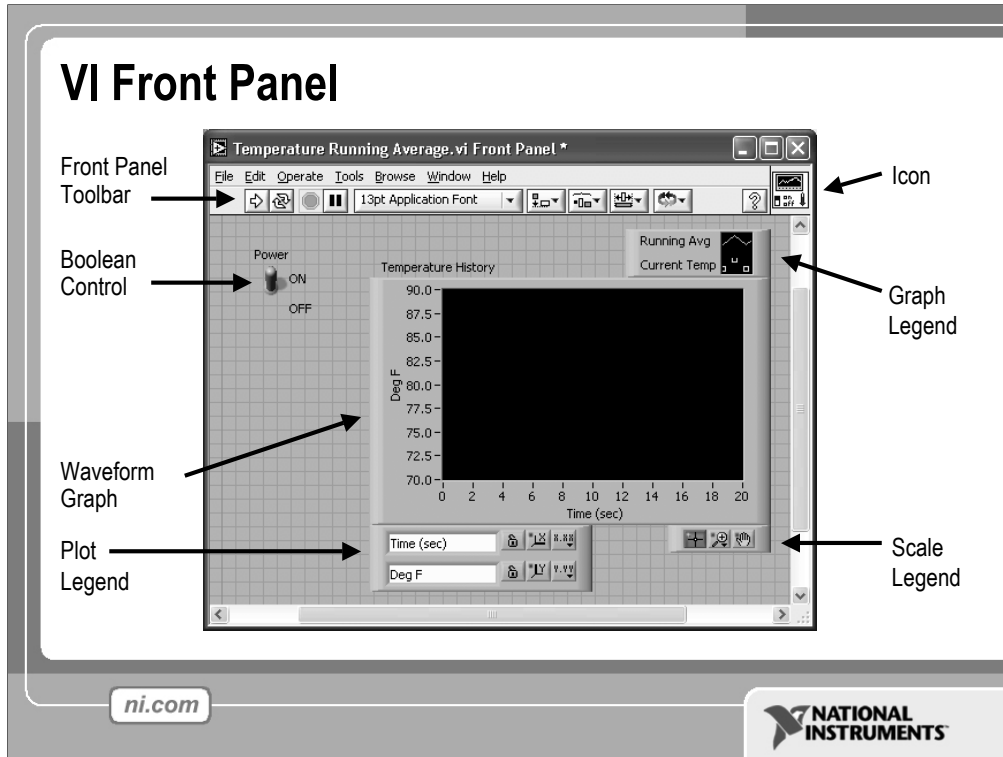 VI Front Panel
Temperature Running Average.vi Front Panel *
File Edit Operate Tools Browse Window Help
13pt Application Font
?
Front Panel
Toolbar
Icon
Boolean
Control
Power
ON
OFF
Temperature History
Running Avg
Current Temp
Graph
Legend
Deg F
90.0
87.5
85.0
82.5
80.0
77.5
75.0
72.5
70.0
0 2 4 6 8 10 12 14 16 18 20
Time (sec)
Waveform
Graph
Plot
Legend
Time (sec) X X.XX
Deg F Y Y.YY
Scale
Legend
ni.com
NATIONAL
INSTRUMENTS